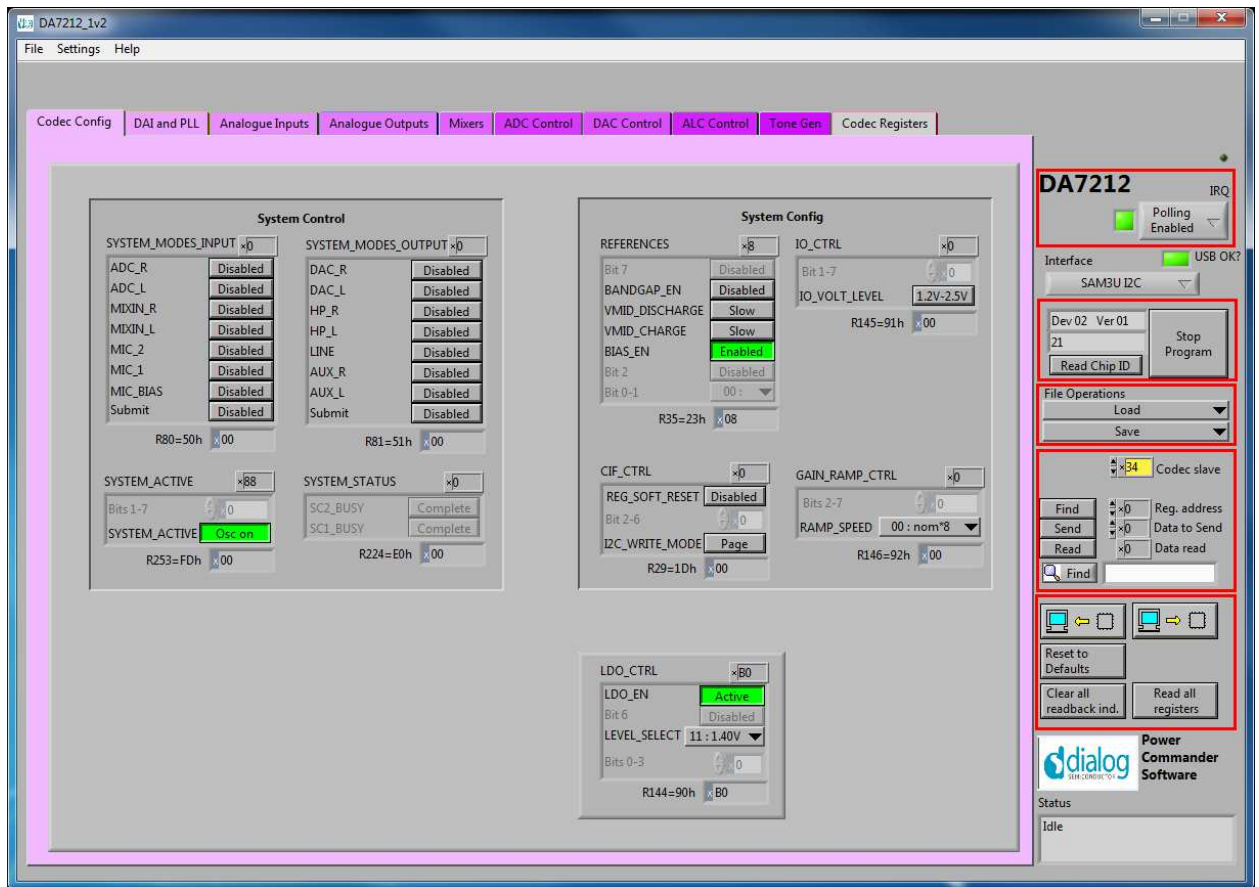 DA7212_1v2
File Settings Help
Codec Config DAI and PLL Analogue Inputs Analogue Outputs Mixers ADC Control DAC Control ALC Control Tone Gen Codec Registers
System Control
SYSTEM_MODES_INPUT x0
ADC_R Disabled
ADC_L Disabled
MIXIN_R Disabled
MIXIN_L Disabled
MIC_2 Disabled
MIC_1 Disabled
MIC_BIAS Disabled
Submit Disabled
R80=50h x00
SYSTEM_MODES_OUTPUT x0
DAC_R Disabled
DAC_L Disabled
HP_R Disabled
HP_L Disabled
LINE Disabled
AUX_R Disabled
AUX_L Disabled
Submit Disabled
R81=51h x00
SYSTEM_ACTIVE x88
Bits 1-7 x0
SYSTEM_ACTIVE Osc on
R253=FDh x00
SYSTEM_STATUS x0
SC2_BUSY Complete
SC1_BUSY Complete
R224=E0h x00
System Config
REFERENCES x8
Bit 7 Disabled
BANDGAP_EN Disabled
VMID_DISCHARGE Slow
VMID_CHARGE Slow
BIAS_EN Enabled
Bit 2 Disabled
Bit 0-1 00 :
R35=23h x08
IO_CTRL x0
Bit 1-7 x0
IO_VOLT_LEVEL 1.2V-2.5V
R145=91h x00
CIF_CTRL x0
REG_SOFT_RESET Disabled
Bit 2-6 x0
I2C_WRITE_MODE Page
R29=1Dh x00
GAIN_RAMP_CTRL x0
Bits 2-7 x0
RAMP_SPEED 00 : nom*8
R146=92h x00
LDO_CTRL xB0
LDO_EN Active
Bit 6 Disabled
LEVEL_SELECT 11 : 1.40V
Bits 0-3 x0
R144=90h xB0
DA7212 IRQ
Polling
Enabled
Interface USB OK?
SAM3U I2C
Dev 02 Ver 01
21
Read Chip ID
Stop
Program
File Operations
Load
Save
x34 Codec slave
Find x0 Reg. address
Send x0 Data to Send
Read x0 Data read
Find
Reset to
Defaults
Clear all
readback ind.
Read all
registers
dialog
SEMICONDUCTOR
Power
Commander
Software
Status
Idle